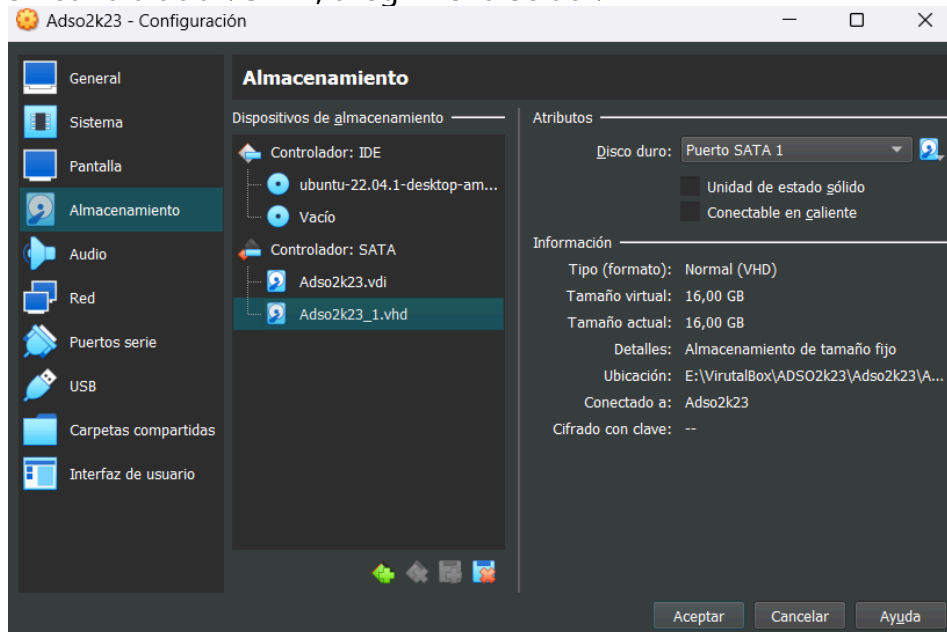 Adso2k23 - Configuración
General
Sistema
Pantalla
Almacenamiento
Audio
Red
Puertos serie
USB
Carpetas compartidas
Interfaz de usuario
Almacenamiento
Dispositivos de almacenamiento
Controlador: IDE
ubuntu-22.04.1-desktop-am...
Vacío
Controlador: SATA
Adso2k23.vdi
Adso2k23_1.vhd
Atributos
Disco duro: Puerto SATA 1
Unidad de estado sólido
Conectable en caliente
Información
Tipo (formato): Normal (VHD)
Tamaño virtual: 16,00 GB
Tamaño actual: 16,00 GB
Detalles: Almacenamiento de tamaño fijo
Ubicación: E:\VirutalBox\ADSO2k23\Adso2k23\A...
Conectado a: Adso2k23
Cifrado con clave: --
Aceptar Cancelar Ayuda